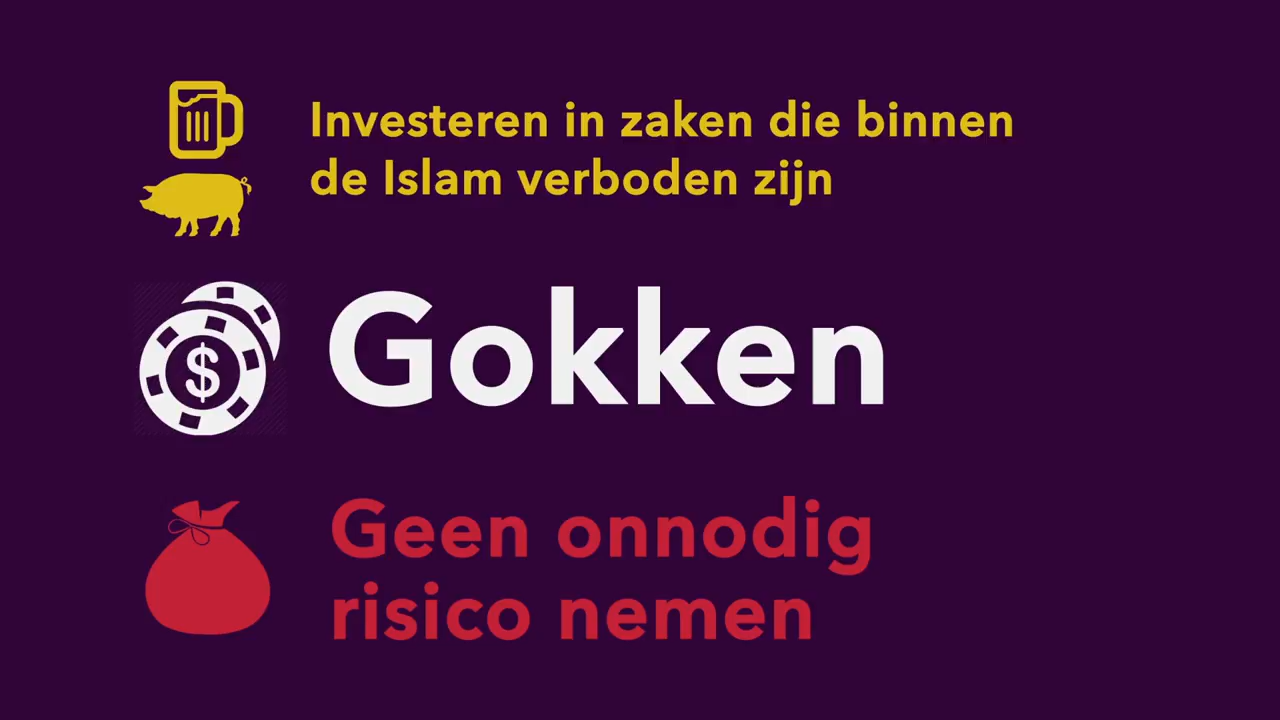 Investeren in zaken die binnen
de Islam verboden zijn
$
Gokken
Geen onnodig
risico nemen